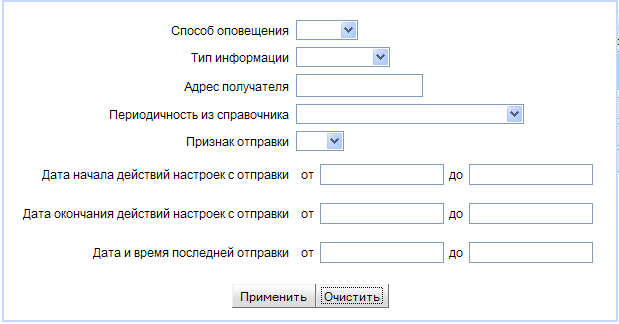 Способ оповещения
Тип информации
Адрес получателя
Периодичность из справочника
Признак отправки
Дата начала действий настроек с отправки от до
Дата окончания действий настроек с отправки от до
Дата и время последней отправки от до
Применить Очистить